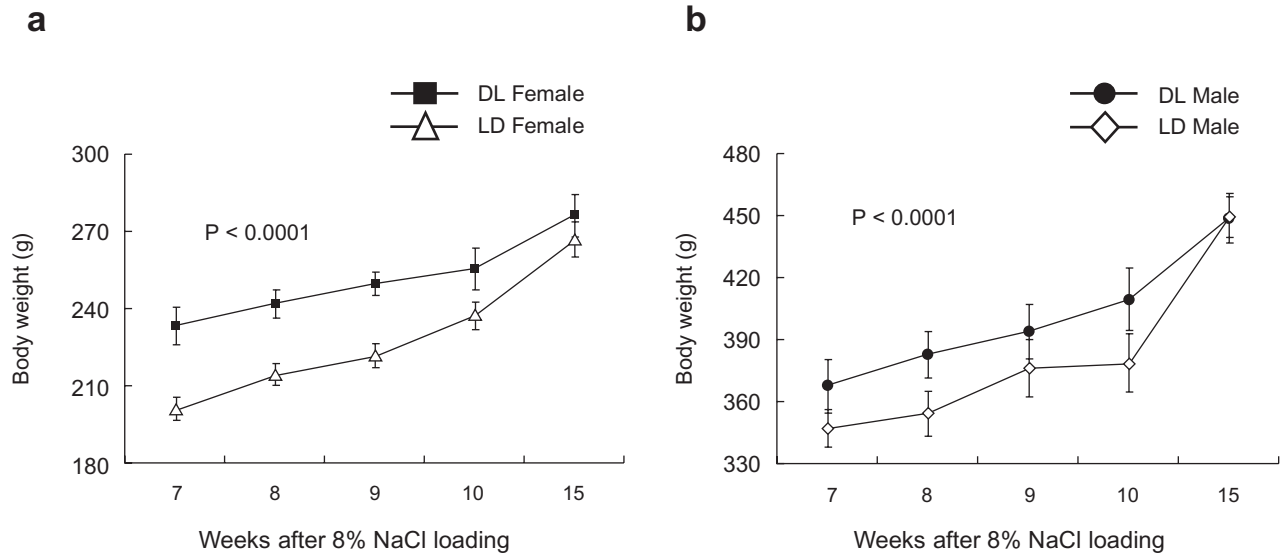 a
DL Female
LD Female
300
270
240
210
180
Body weight (g)
P < 0.0001
7 8 9 10 15
Weeks after 8% NaCl loading
b
DL Male
LD Male
480
450
420
390
360
330
Body weight (g)
P < 0.0001
7 8 9 10 15
Weeks after 8% NaCl loading